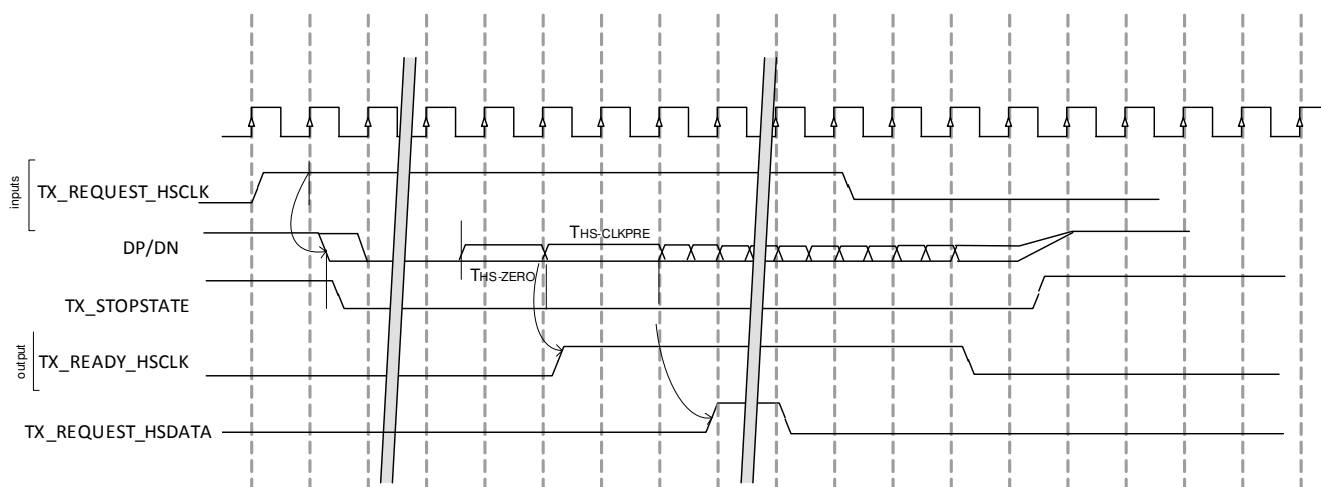 inputs
TX_REQUEST_HSCLK
DP/DN
THS-CLKPRE
THS-ZERO
TX_STOPSTATE
output
TX_READY_HSCLK
TX_REQUEST_HSDATA